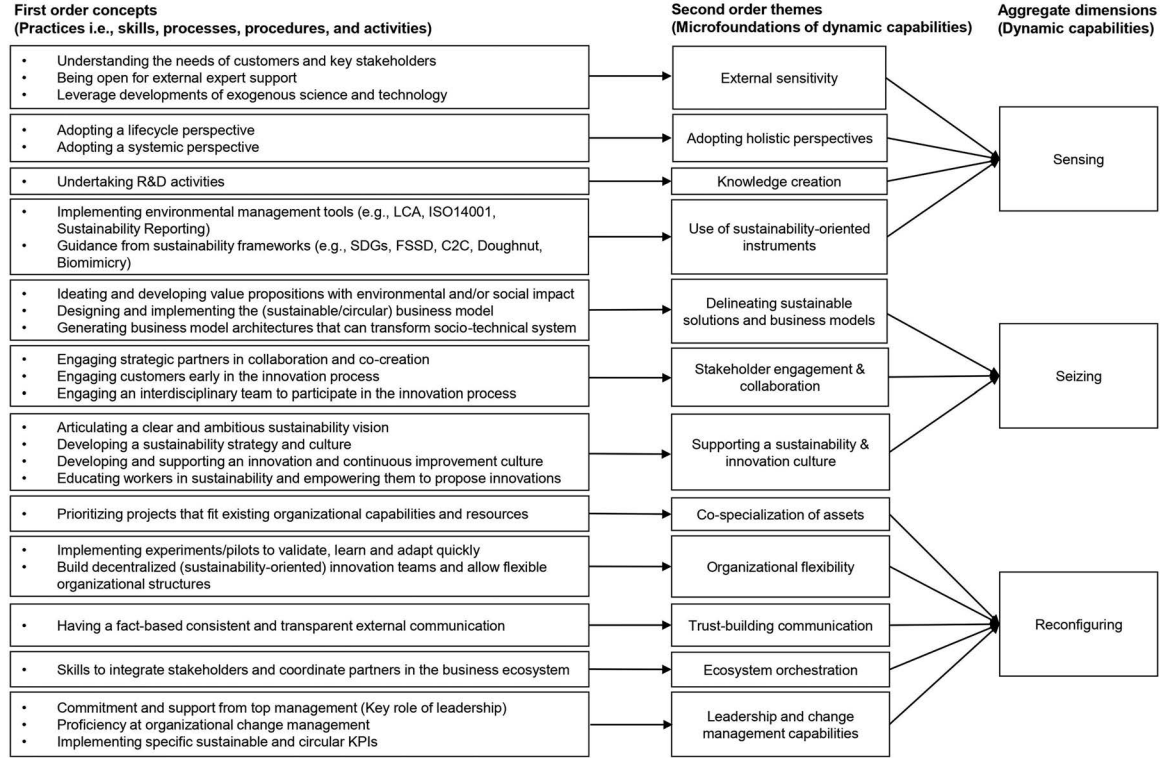 First order concepts
(Practices i.e., skills, processes, procedures, and activities)
Second order themes
(Microfoundations of dynamic capabilities)
Aggregate dimensions
(Dynamic capabilities)
• Understanding the needs of customers and key stakeholders
• Being open for external expert support
• Leverage developments of exogenous science and technology
External sensitivity
• Adopting a lifecycle perspective
• Adopting a systemic perspective
Adopting holistic perspectives
• Undertaking R&D activities
Knowledge creation
• Implementing environmental management tools (e.g., LCA, ISO14001,
Sustainability Reporting)
• Guidance from sustainability frameworks (e.g., SDGs, FSSD, C2C, Doughnut,
Biomimicry)
Use of sustainability-oriented
instruments
Sensing
• Ideating and developing value propositions with environmental and/or social impact
• Designing and implementing the (sustainable/circular) business model
• Generating business model architectures that can transform socio-technical system
Delineating sustainable
solutions and business models
• Engaging strategic partners in collaboration and co-creation
• Engaging customers early in the innovation process
• Engaging an interdisciplinary team to participate in the innovation process
Stakeholder engagement &
collaboration
• Articulating a clear and ambitious sustainability vision
• Developing a sustainability strategy and culture
• Developing and supporting an innovation and continuous improvement culture
• Educating workers in sustainability and empowering them to propose innovations
Supporting a sustainability &
innovation culture
Seizing
• Prioritizing projects that fit existing organizational capabilities and resources
Co-specialization of assets
• Implementing experiments/pilots to validate, learn and adapt quickly
• Build decentralized (sustainability-oriented) innovation teams and allow flexible
organizational structures
Organizational flexibility
• Having a fact-based consistent and transparent external communication
Trust-building communication
• Skills to integrate stakeholders and coordinate partners in the business ecosystem
Ecosystem orchestration
• Commitment and support from top management (Key role of leadership)
• Proficiency at organizational change management
• Implementing specific sustainable and circular KPIs
Leadership and change
management capabilities
Reconfiguring